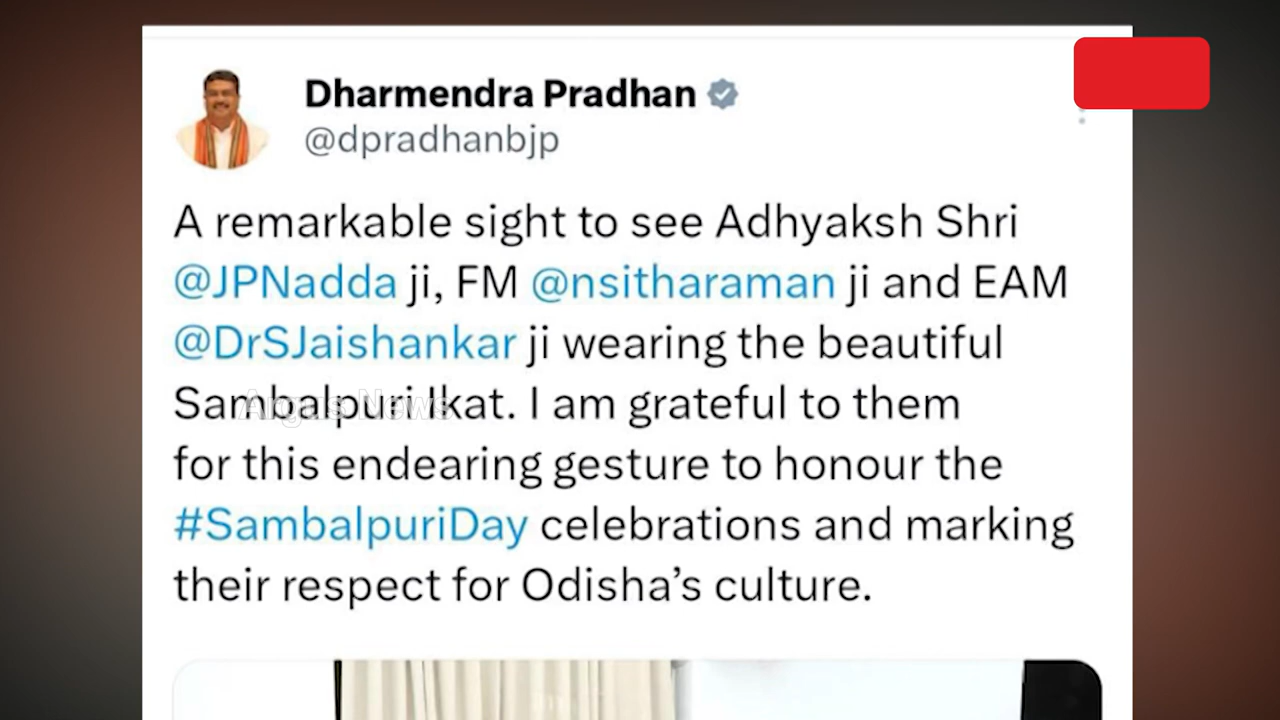 Dharmendra Pradhan
@dpradhanbjp
A remarkable sight to see Adhyaksh Shri
@JPNadda ji, FM @nsitharaman ji and EAM
@DrSJaishankar ji wearing the beautiful
Sambalpuri Ikat. I am grateful to them
Argus News
for this endearing gesture to honour the
#SambalpuriDay celebrations and marking
their respect for Odisha’s culture.